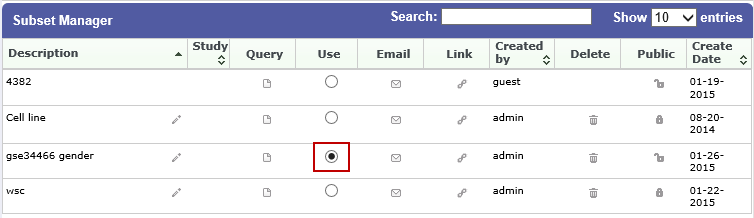 Subset Manager Search: Show 10 entries
Description Study Query Use Email Link Created by Delete Public Create Date
4382 guest 01-19-2015
Cell line admin 08-20-2014
gse34466 gender admin 01-26-2015
wsc admin 01-22-2015